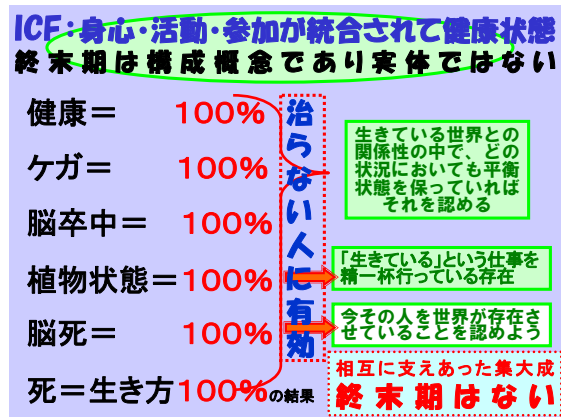 ICF：身心・活動・参加が統合されて健康状態
終末期は構成概念であり実体ではない
健康＝ 100%
ケガ＝ 100%
脳卒中＝ 100%
植物状態＝100%
脳死＝ 100%
死＝生き方100%の結果
治らない人に有効
生きている世界との
関係性の中で、どの
状況においても平衡
状態を保っていれば
それを認める
「生きている」という仕事を
精一杯行っている存在
今その人を世界が存在さ
せていることを認めよう
相互に支えあった集大成
終末期はない